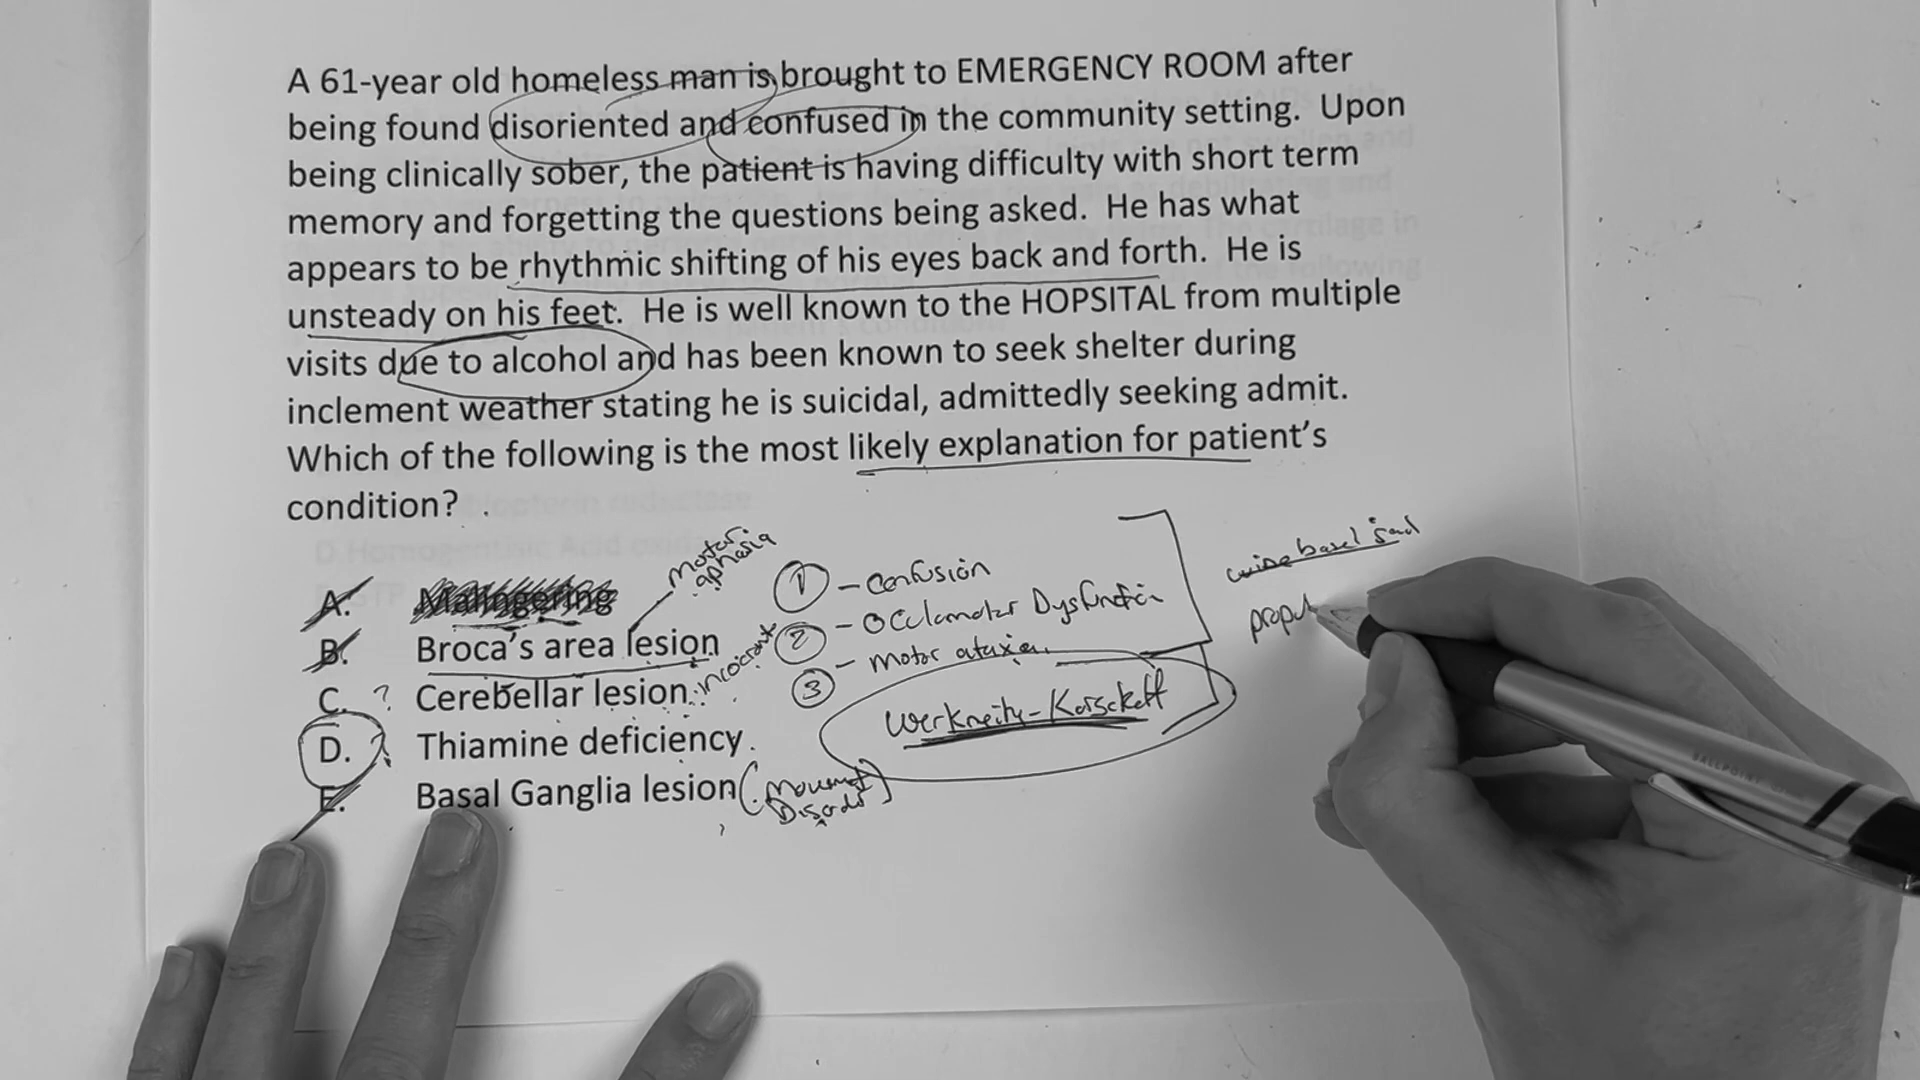 A 61-year old homeless man is brought to EMERGENCY ROOM after
being found disoriented and confused in the community setting. Upon
being clinically sober, the patient is having difficulty with short term
memory and forgetting the questions being asked. He has what
appears to be rhythmic shifting of his eyes back and forth. He is
unsteady on his feet. He is well known to the HOPSITAL from multiple
visits due to alcohol and has been known to seek shelter during
inclement weather stating he is suicidal, admittedly seeking admit.
Which of the following is the most likely explanation for patient's
condition?
A. Malingering
motor aphasia
B. Broca's area lesion
C. ? Cerebellar lesion
D. ? Thiamine deficiency
E. Basal Ganglia lesion
1 - Confusion
2 - Oculomotor Dysfunction
3 - motor ataxia